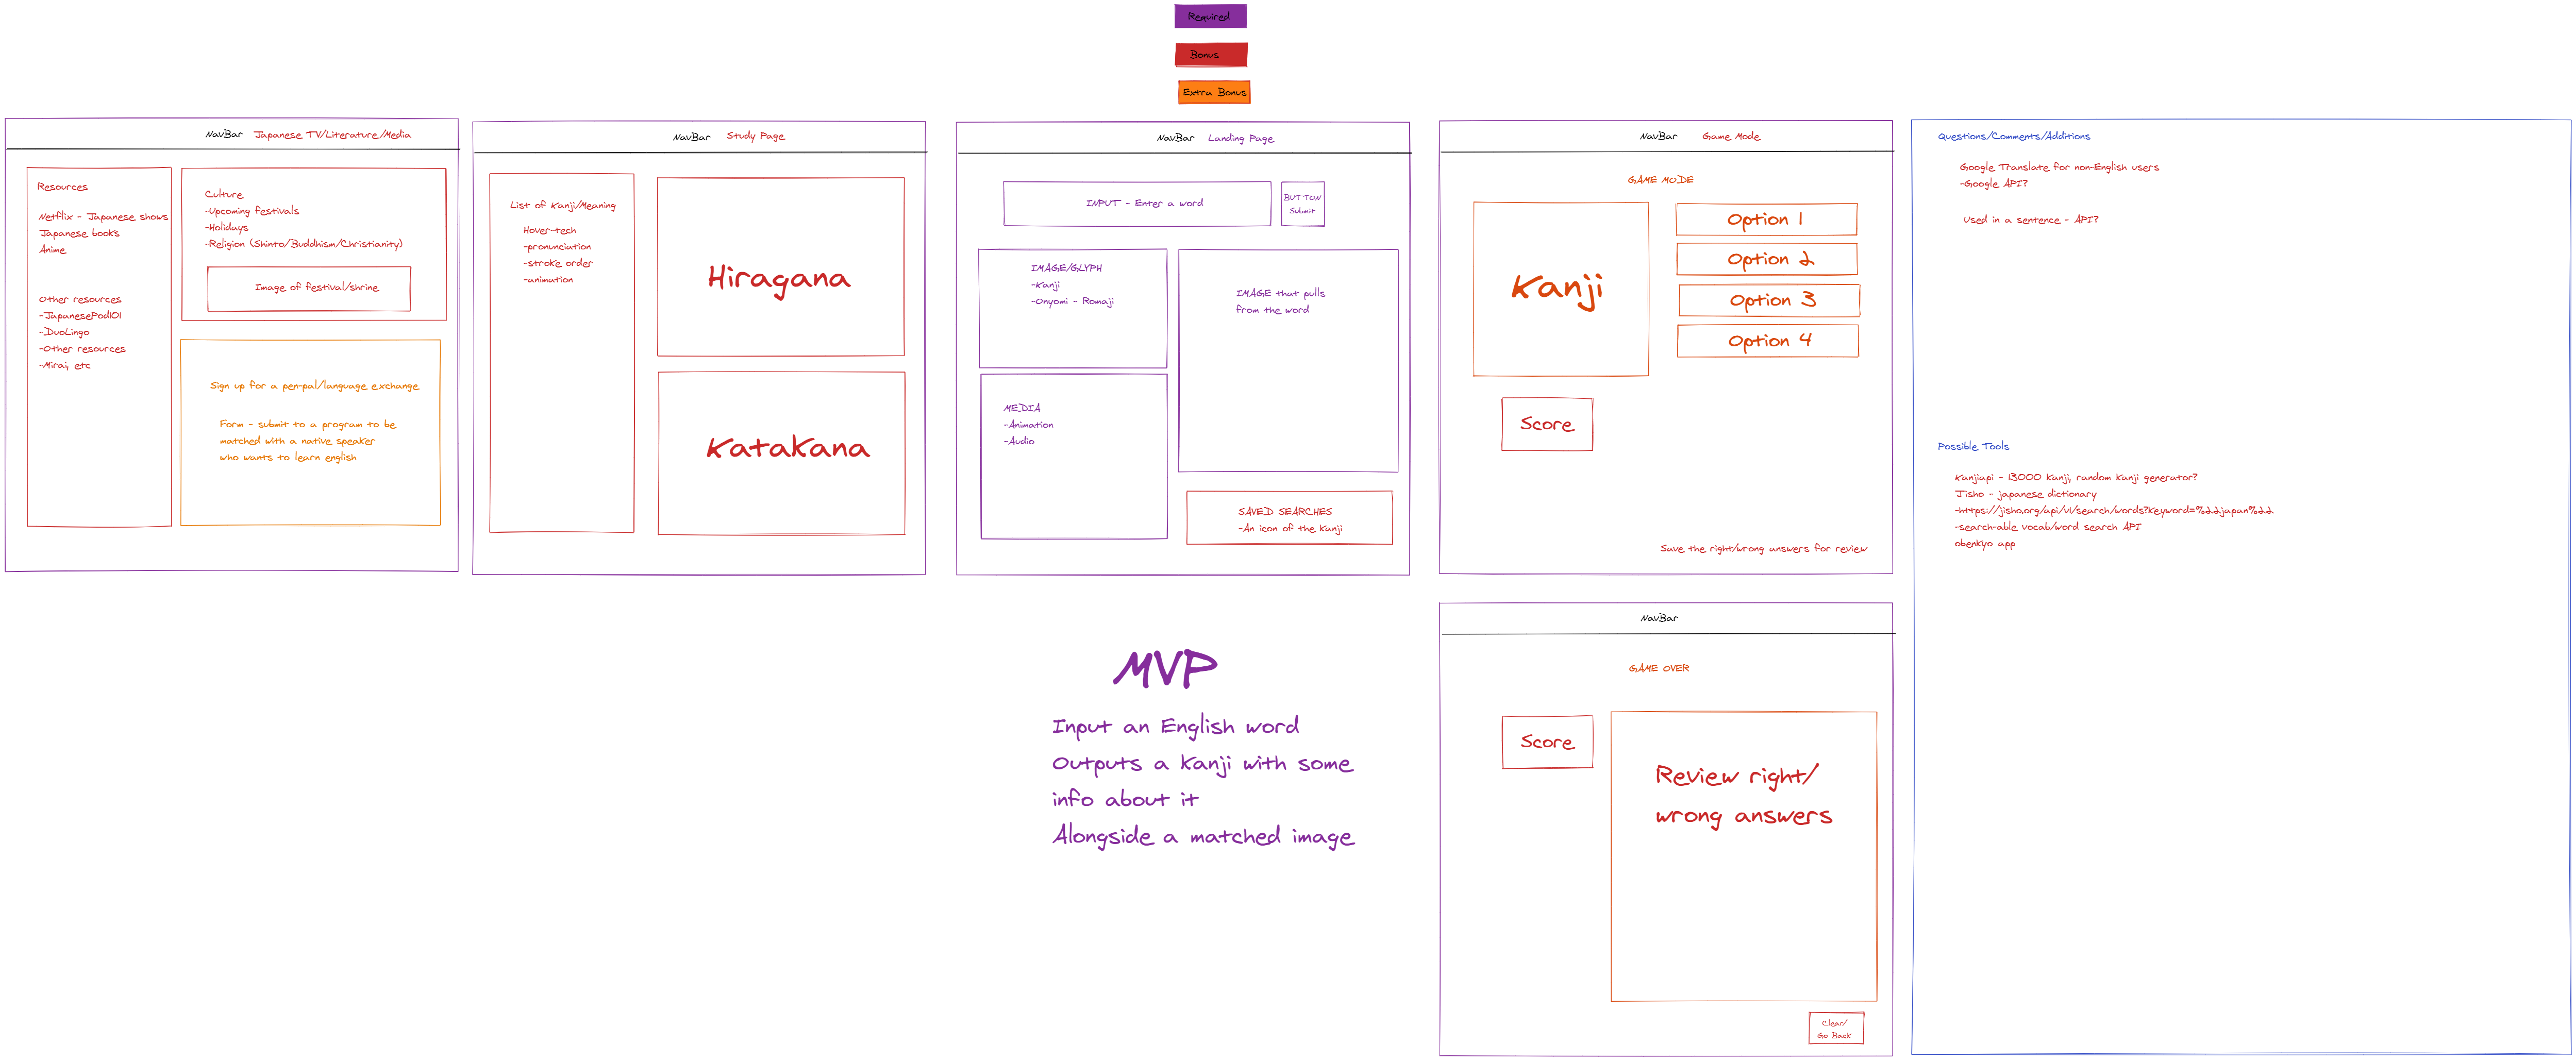 Required
Bonus
Extra Bonus
NavBar Japanese TV/Literature/Media
Resources
Netflix - Japanese shows
Japanese books
Anime
Other resources
-JapanesePod101
-DuoLingo
-Other resources
-Mirai, etc
Culture
-Upcoming festivals
-Holidays
-Religion (Shinto/Buddhism/Christianity)
Image of festival/shrine
Sign up for a pen-pal/language exchange
Form - submit to a program to be
matched with a native speaker
who wants to learn english
NavBar Study Page
List of Kanji/Meaning
Hover-tech
-pronunciation
-stroke order
-animation
Hiragana
Katakana
NavBar Landing Page
INPUT - Enter a word
BUTTON
Submit
IMAGE/GLYPH
-Kanji
-Onyomi - Romaji
IMAGE that pulls
from the word
MEDIA
-Animation
-Audio
SAVED SEARCHES
-An icon of the Kanji
MVP
Input an English word
Outputs a Kanji with some
info about it
Alongside a matched image
NavBar Game Mode
GAME MODE
Kanji
Option 1
Option 2
Option 3
Option 4
Score
Save the right/wrong answers for review
NavBar
GAME OVER
Score
Review right/
wrong answers
Clear/
Go Back
Questions/Comments/Additions
Google Translate for non-English users
-Google API?
Used in a sentence - API?
Possible Tools
Kanjiapi - 13000 Kanji, random Kanji generator?
Jisho - japanese dictionary
-https://jisho.org/api/v1/search/words?keyword=%22japan%22
-search-able vocab/word search API
obenkyo app